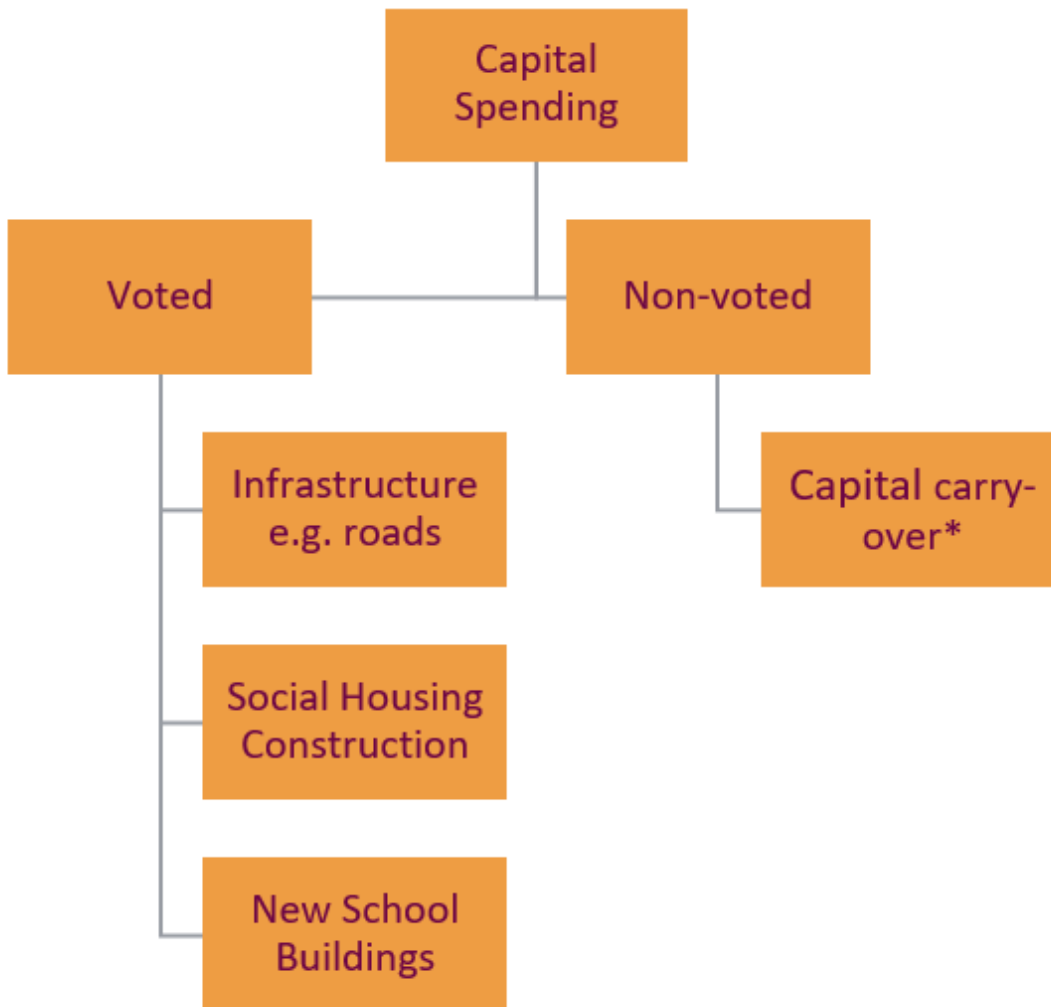 Capital
Spending
Voted
Non-voted
Infrastructure
e.g. roads
Capital carry-
over*
Social Housing
Construction
New School
Buildings